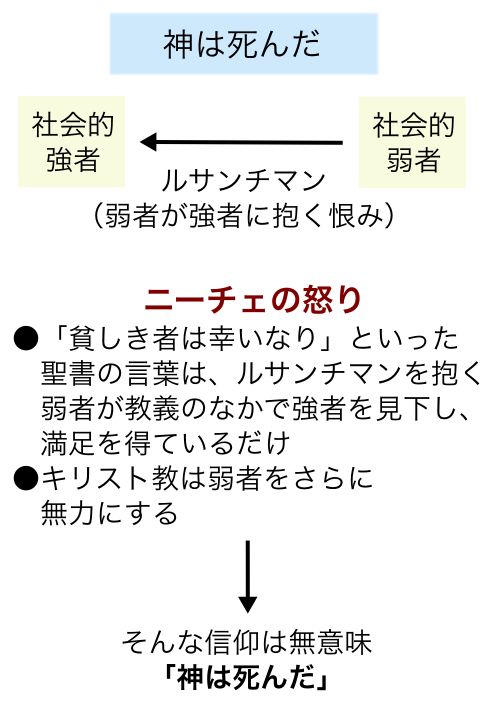 神は死んだ
社会的
強者
社会的
弱者
ルサンチマン
（弱者が強者に抱く恨み）
ニーチェの怒り
●「貧しき者は幸いなり」といった
聖書の言葉は、ルサンチマンを抱く
弱者が教義のなかで強者を見下し、
満足を得ているだけ
●キリスト教は弱者をさらに
無力にする
そんな信仰は無意味
「神は死んだ」